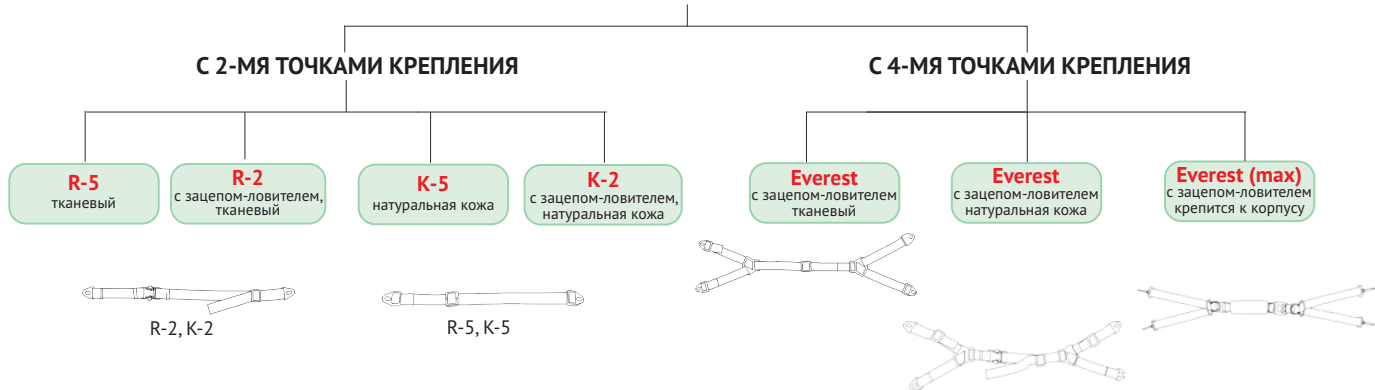 С 2-МЯ ТОЧКАМИ КРЕПЛЕНИЯ
С 4-МЯ ТОЧКАМИ КРЕПЛЕНИЯ
R-5
тканевый
R-2
с зацепом-ловителем,
тканевый
K-5
натуральная кожа
K-2
с зацепом-ловителем,
натуральная кожа
Everest
с зацепом-ловителем
тканевый
Everest
с зацепом-ловителем
натуральная кожа
Everest (max)
с зацепом-ловителем
крепится к корпусу
R-2, K-2
R-5, K-5